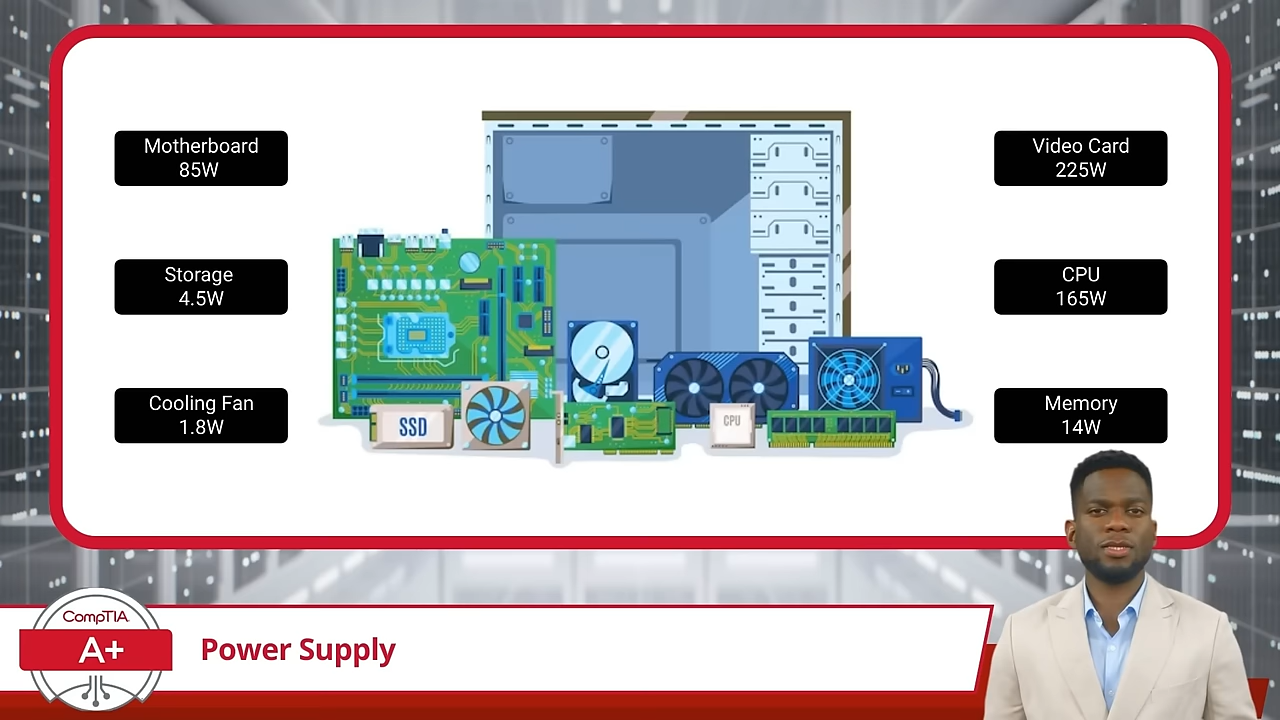 Motherboard
85W
Storage
4.5W
Cooling Fan
1.8W
Video Card
225W
CPU
165W
Memory
14W
SSD
CPU
CompTIA
A+
Power Supply